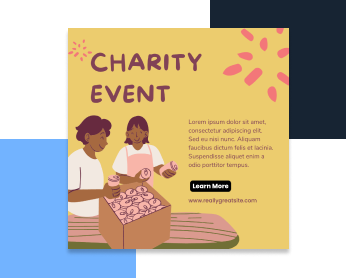 CHARITY
EVENT
Lorem ipsum dolor sit amet,
consectetur adipiscing elit.
Sed eu nisi turpis. Aliquam
faucibus dictum felis et lacinia.
Suspendisse aliquet enim a
odio porttitor tempus.
Learn More
www.reallygreatsite.com